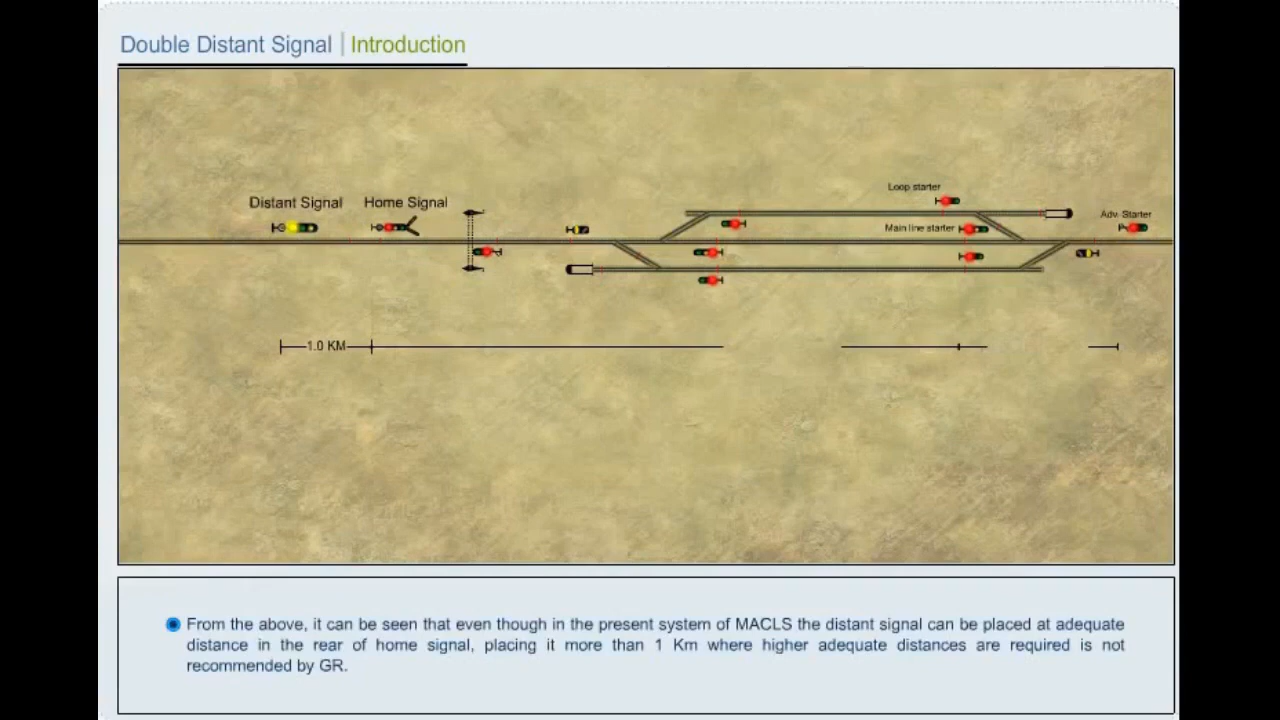 Double Distant Signal | Introduction
Loop starter
Distant Signal Home Signal
Adv. Starter
Main line starter
1.0 KM
From the above, it can be seen that even though in the present system of MACLS the distant signal can be placed at adequate
distance in the rear of home signal, placing it more than 1 Km where higher adequate distances are required is not
recommended by GR.